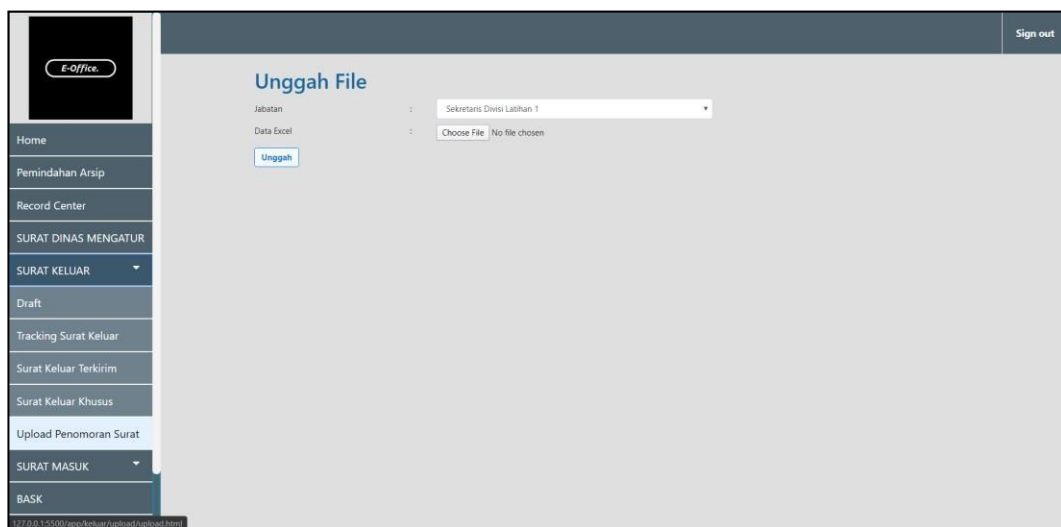 E-Office.
Sign out
Unggah File
Jabatan : Sekretaris Divisi Latihan 1
Data Excel : Choose File No file chosen
Unggah
Home
Pemindahan Arsip
Record Center
SURAT DINAS MENGATUR
SURAT KELUAR
Draft
Tracking Surat Keluar
Surat Keluar Terkirim
Surat Keluar Khusus
Upload Penomoran Surat
SURAT MASUK
BASK
127.0.0.1:5500/app/keluar/upload/upload.html